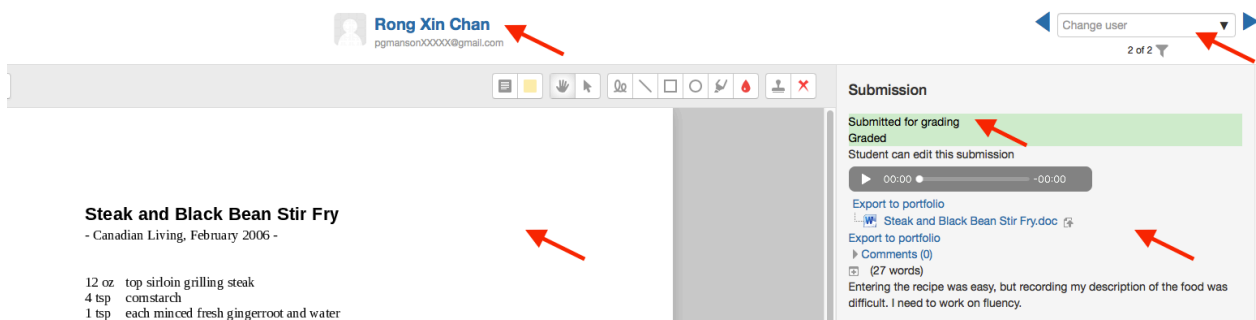 Rong Xin Chan
pgmansonXXXXX@gmail.com
Change user
2 of 2
Submission
Submitted for grading
Graded
Student can edit this submission
00:00
-00:00
Export to portfolio
Steak and Black Bean Stir Fry.doc
Export to portfolio
Comments (0)
(27 words)
Entering the recipe was easy, but recording my description of the food was
difficult. I need to work on fluency.
Steak and Black Bean Stir Fry
- Canadian Living, February 2006 -
12 oz top sirloin grilling steak
4 tsp cornstarch
1 tsp each minced fresh gingerroot and water